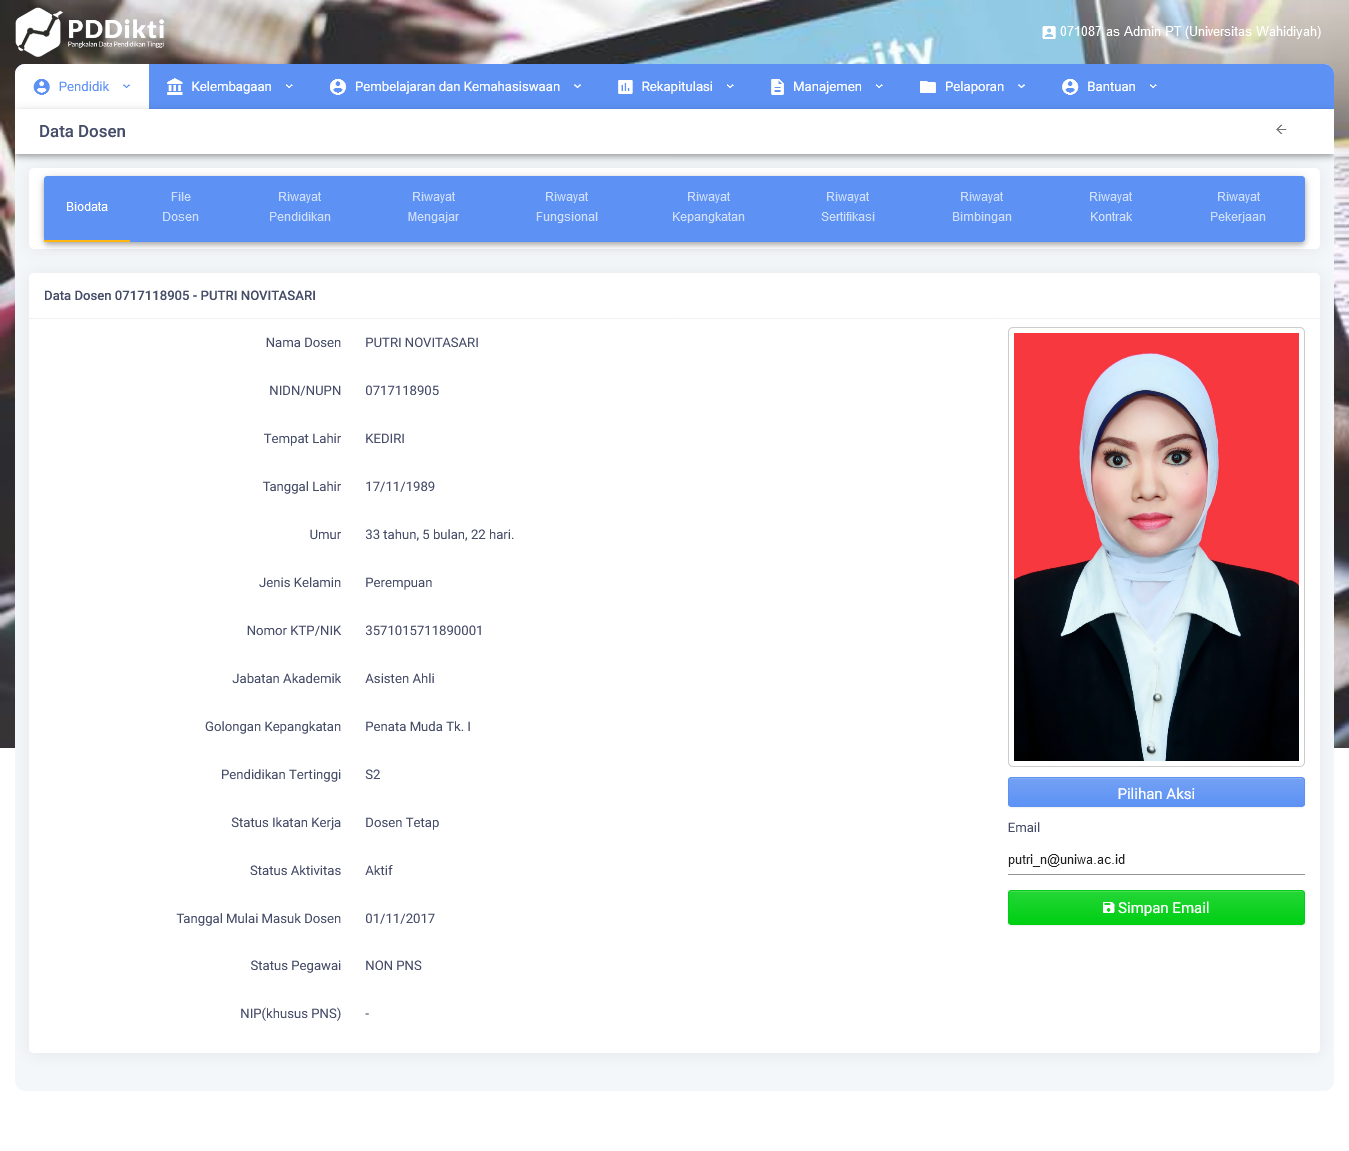 PDDikti
Pangkalan Data Pendidikan Tinggi
071087 as Admin PT (Universitas Wahidiyah)
Pendidik
Kelembagaan
Pembelajaran dan Kemahasiswaan
Rekapitulasi
Manajemen
Pelaporan
Bantuan
Data Dosen
Biodata
File
Dosen
Riwayat
Pendidikan
Riwayat
Mengajar
Riwayat
Fungsional
Riwayat
Kepangkatan
Riwayat
Sertifikasi
Riwayat
Bimbingan
Riwayat
Kontrak
Riwayat
Pekerjaan
Data Dosen 0717118905 - PUTRI NOVITASARI
Nama Dosen PUTRI NOVITASARI
NIDN/NUPN 0717118905
Tempat Lahir KEDIRI
Tanggal Lahir 17/11/1989
Umur 33 tahun, 5 bulan, 22 hari.
Jenis Kelamin Perempuan
Nomor KTP/NIK 3571015711890001
Jabatan Akademik Asisten Ahli
Golongan Kepangkatan Penata Muda Tk. I
Pendidikan Tertinggi S2
Status Ikatan Kerja Dosen Tetap
Status Aktivitas Aktif
Tanggal Mulai Masuk Dosen 01/11/2017
Status Pegawai NON PNS
NIP(khusus PNS) -
Pilihan Aksi
Email
putri_n@uniwa.ac.id
Simpan Email